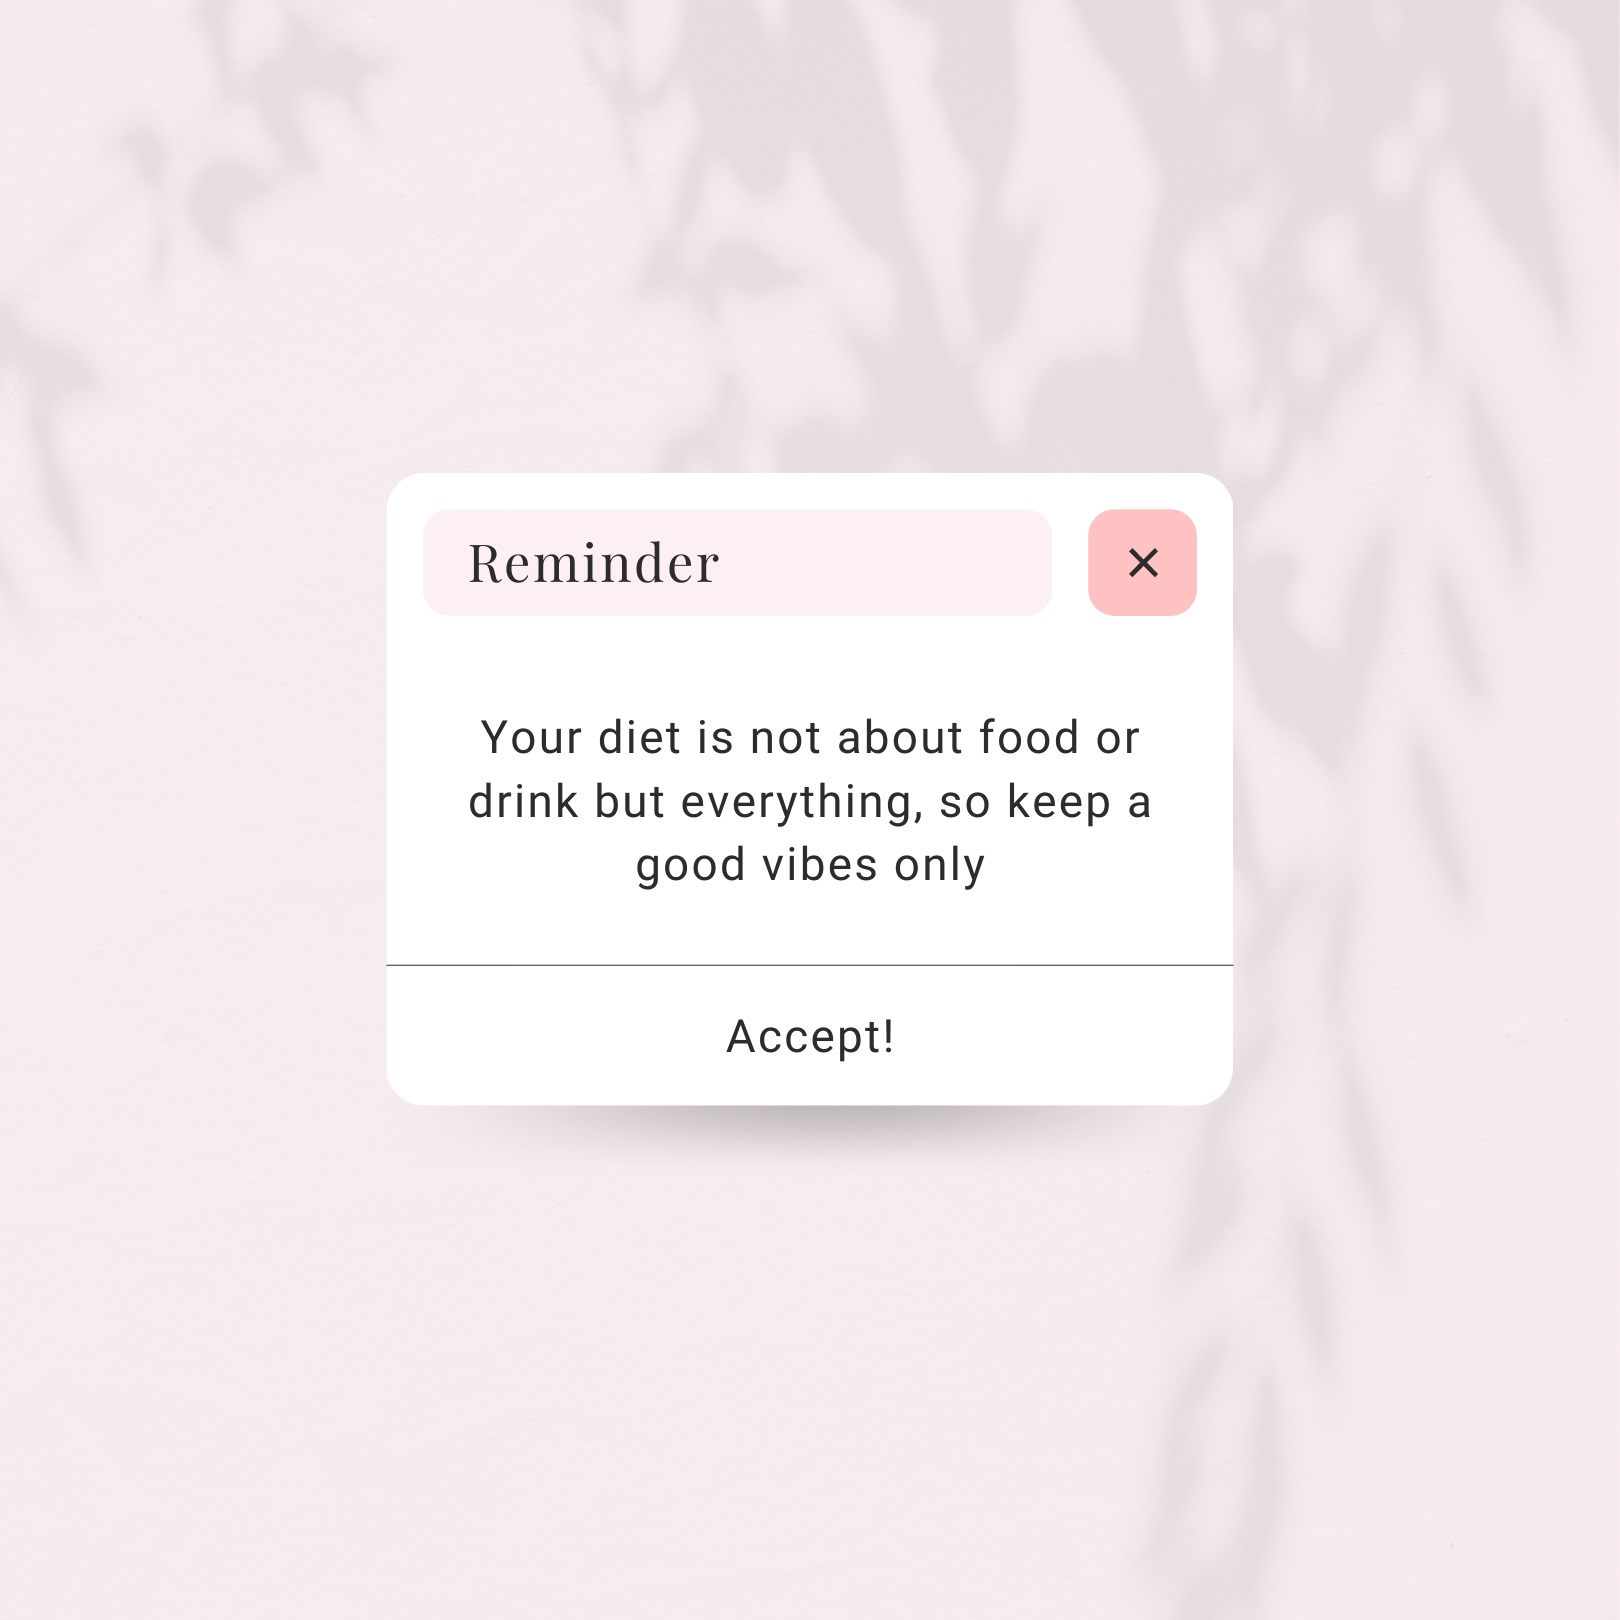 Reminder
Your diet is not about food or
drink but everything, so keep a
good vibes only
Accept!